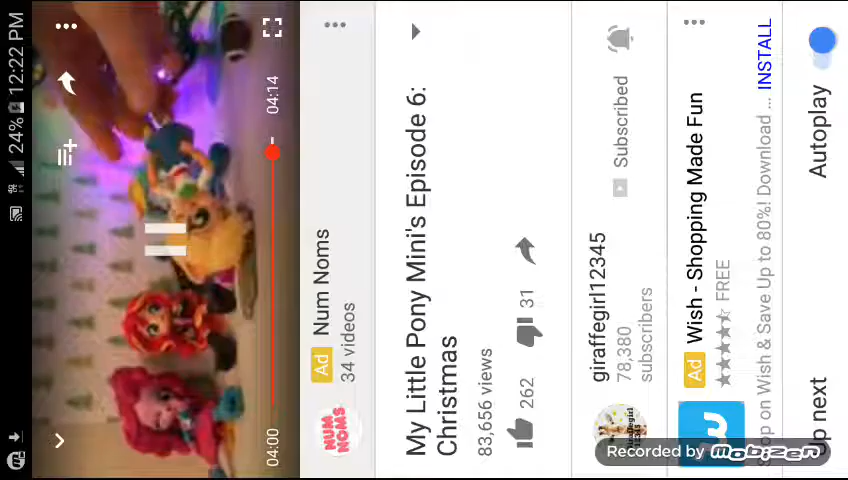 24% 12:22 PM
04:00
04:14
Ad Num Noms
34 videos
NUM NOMS
My Little Pony Mini's Episode 6:
Christmas
83,656 views
262
31
giraffegirl12345
78,380
subscribers
Subscribed
Ad Wish - Shopping Made Fun
FREE
op on Wish & Save Up to 80%! Download ...
INSTALL
Up next
Autoplay
Recorded by mobizen